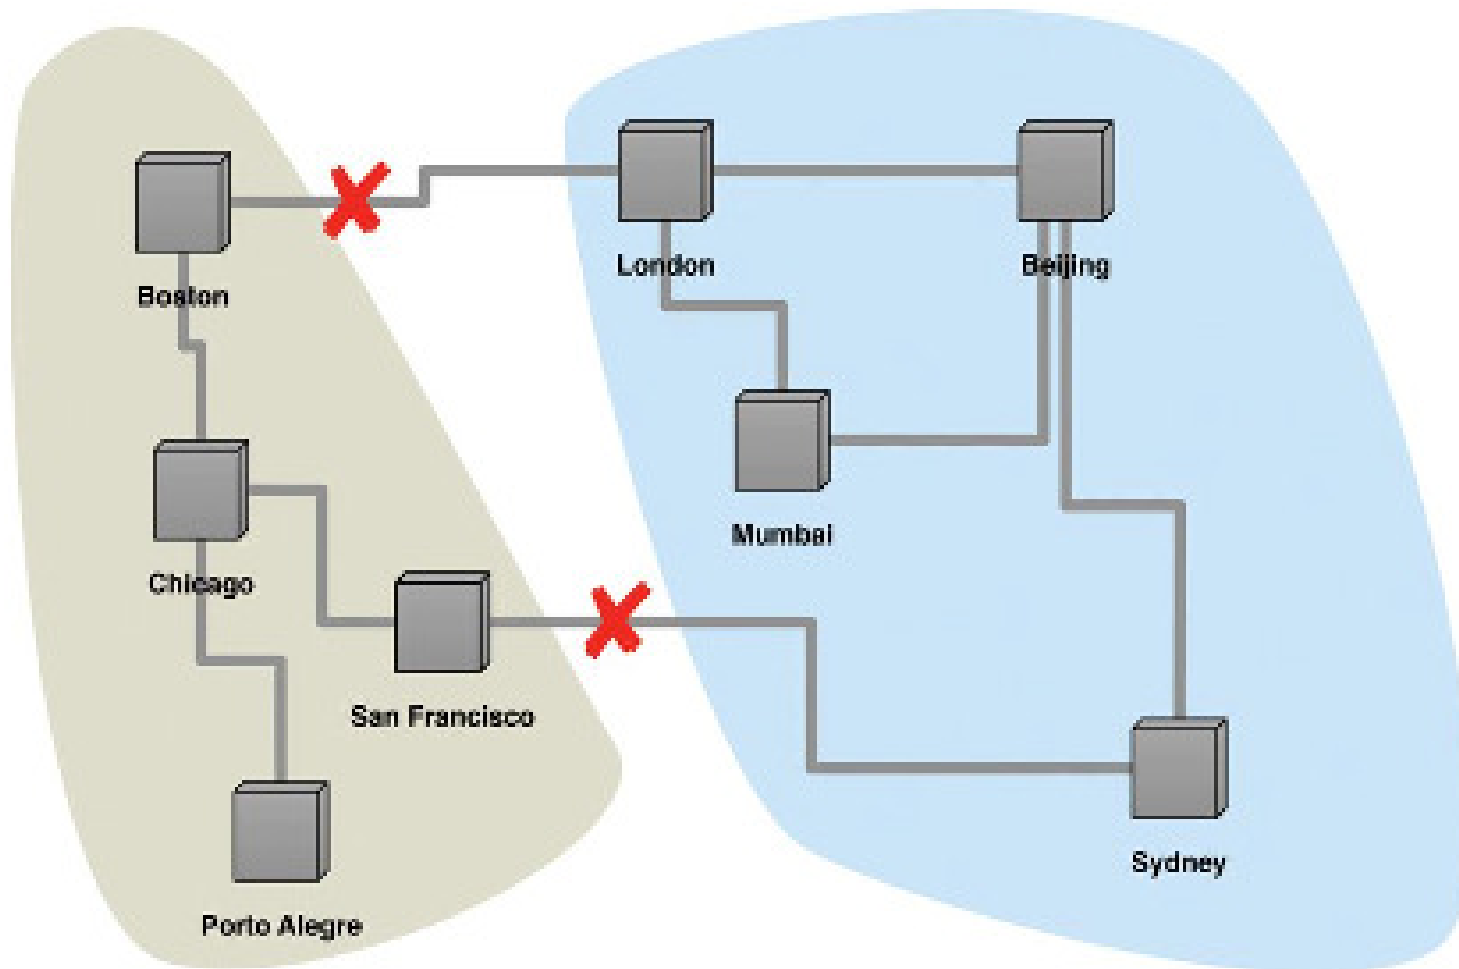 London
Beijing
Boston
Mumbai
Chicago
San Francisco
Sydney
Porto Alegre